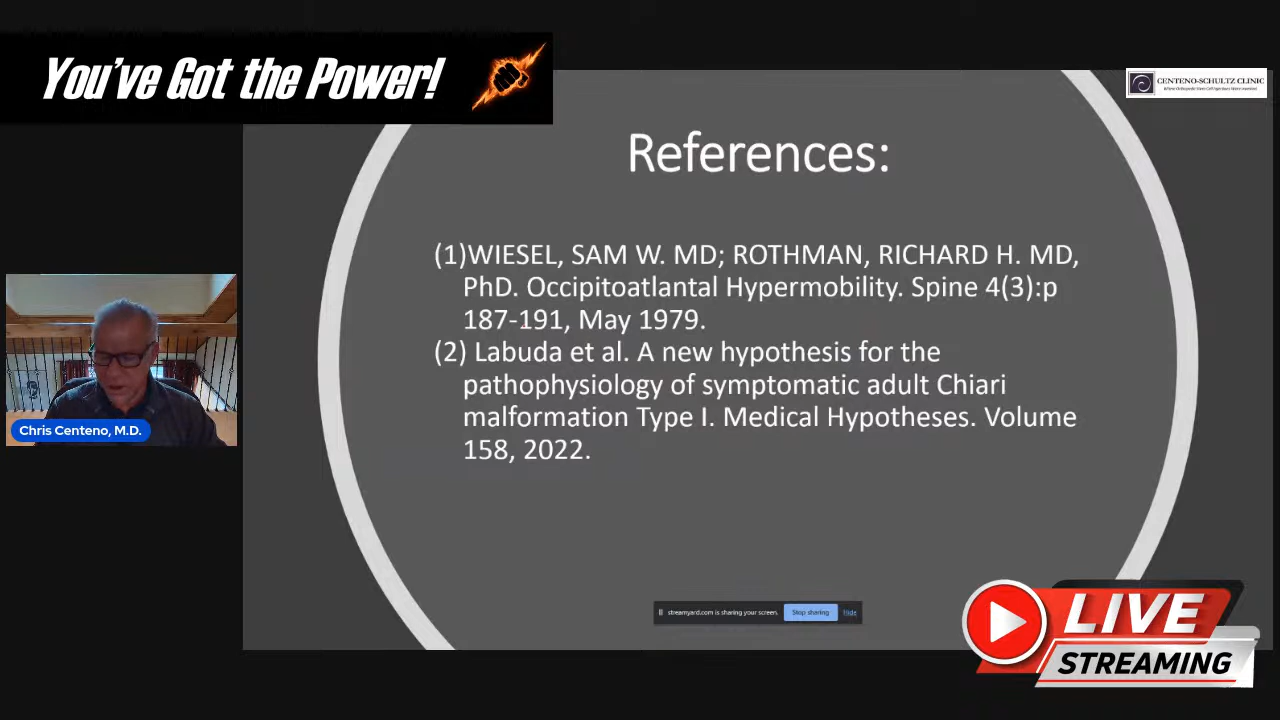 You've Got the Power!
CENTENO-SCHULTZ CLINIC
References:
(1)WIESEL, SAM W. MD; ROTHMAN, RICHARD H. MD,
PhD. Occipitoatlantal Hypermobility. Spine 4(3):p
187-191, May 1979.
(2) Labuda et al. A new hypothesis for the
pathophysiology of symptomatic adult Chiari
malformation Type I. Medical Hypotheses. Volume
158, 2022.
Chris Centeno, M.D.
streamyard.com is sharing your screen.
Stop sharing
Hide
LIVE
STREAMING